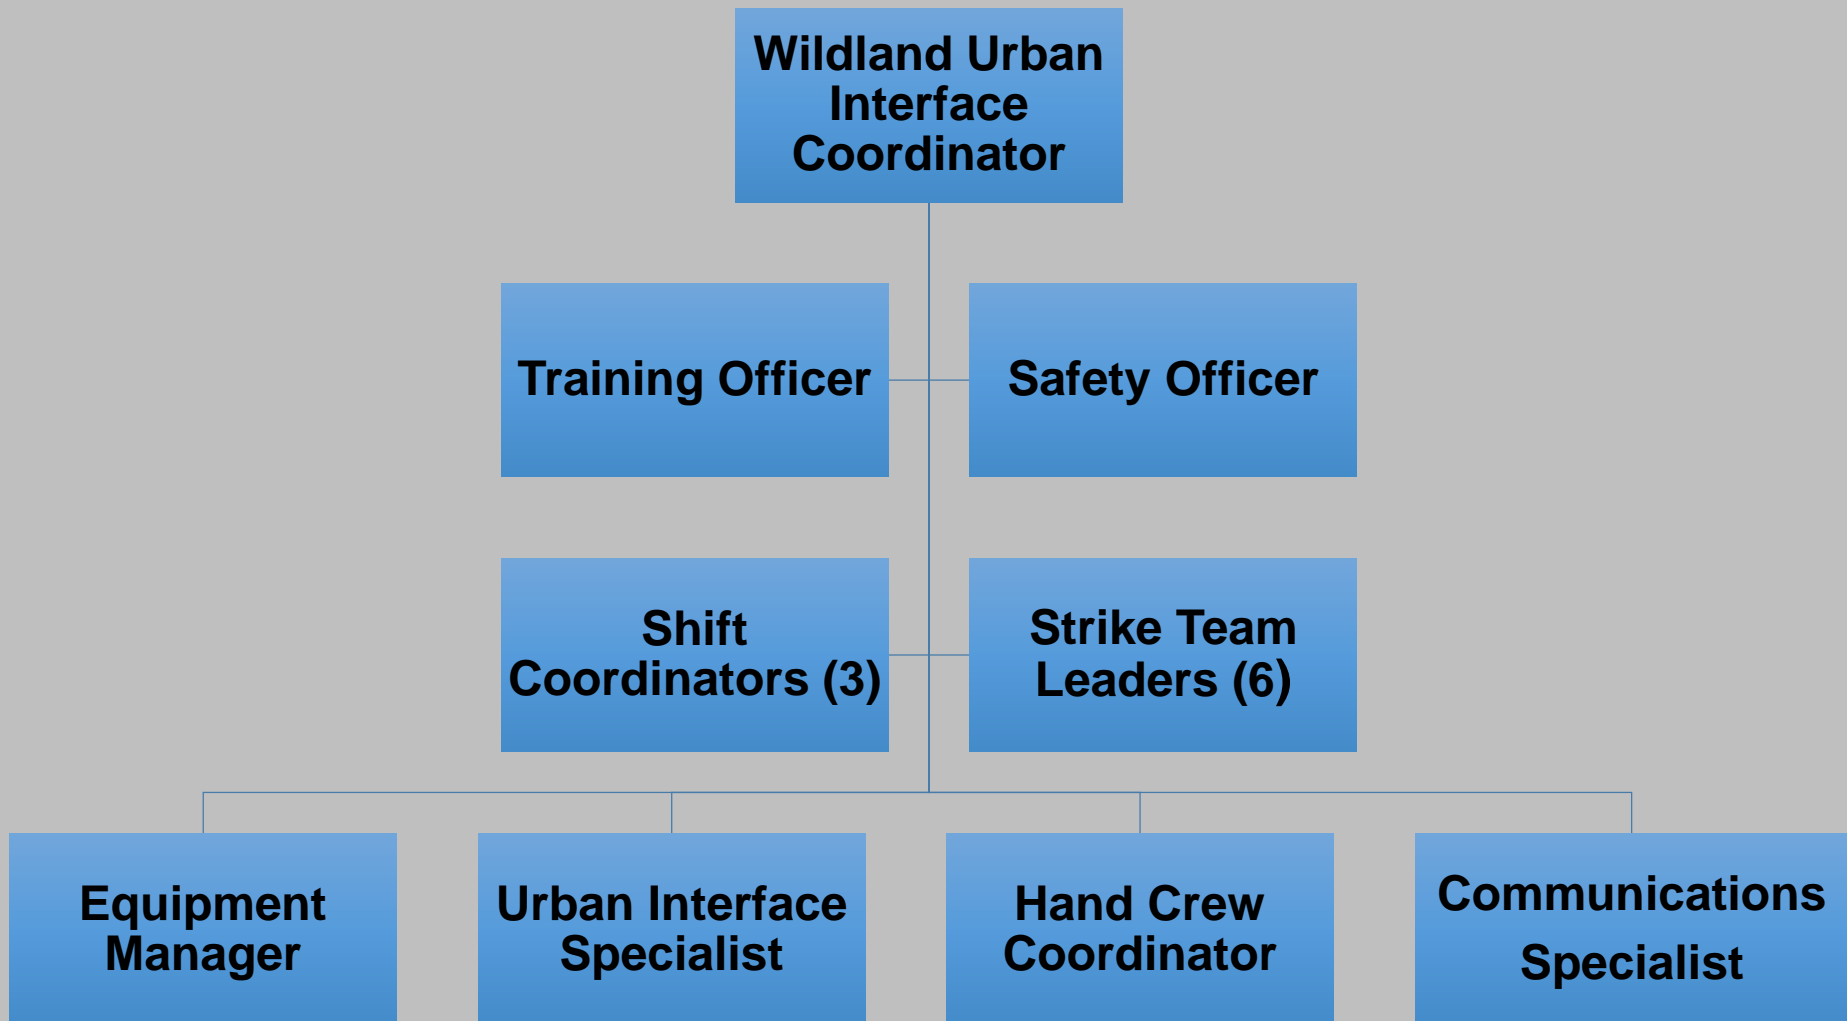 Wildland Urban
Interface
Coordinator
Training Officer
Safety Officer
Shift
Coordinators (3)
Strike Team
Leaders (6)
Equipment
Manager
Urban Interface
Specialist
Hand Crew
Coordinator
Communications
Specialist